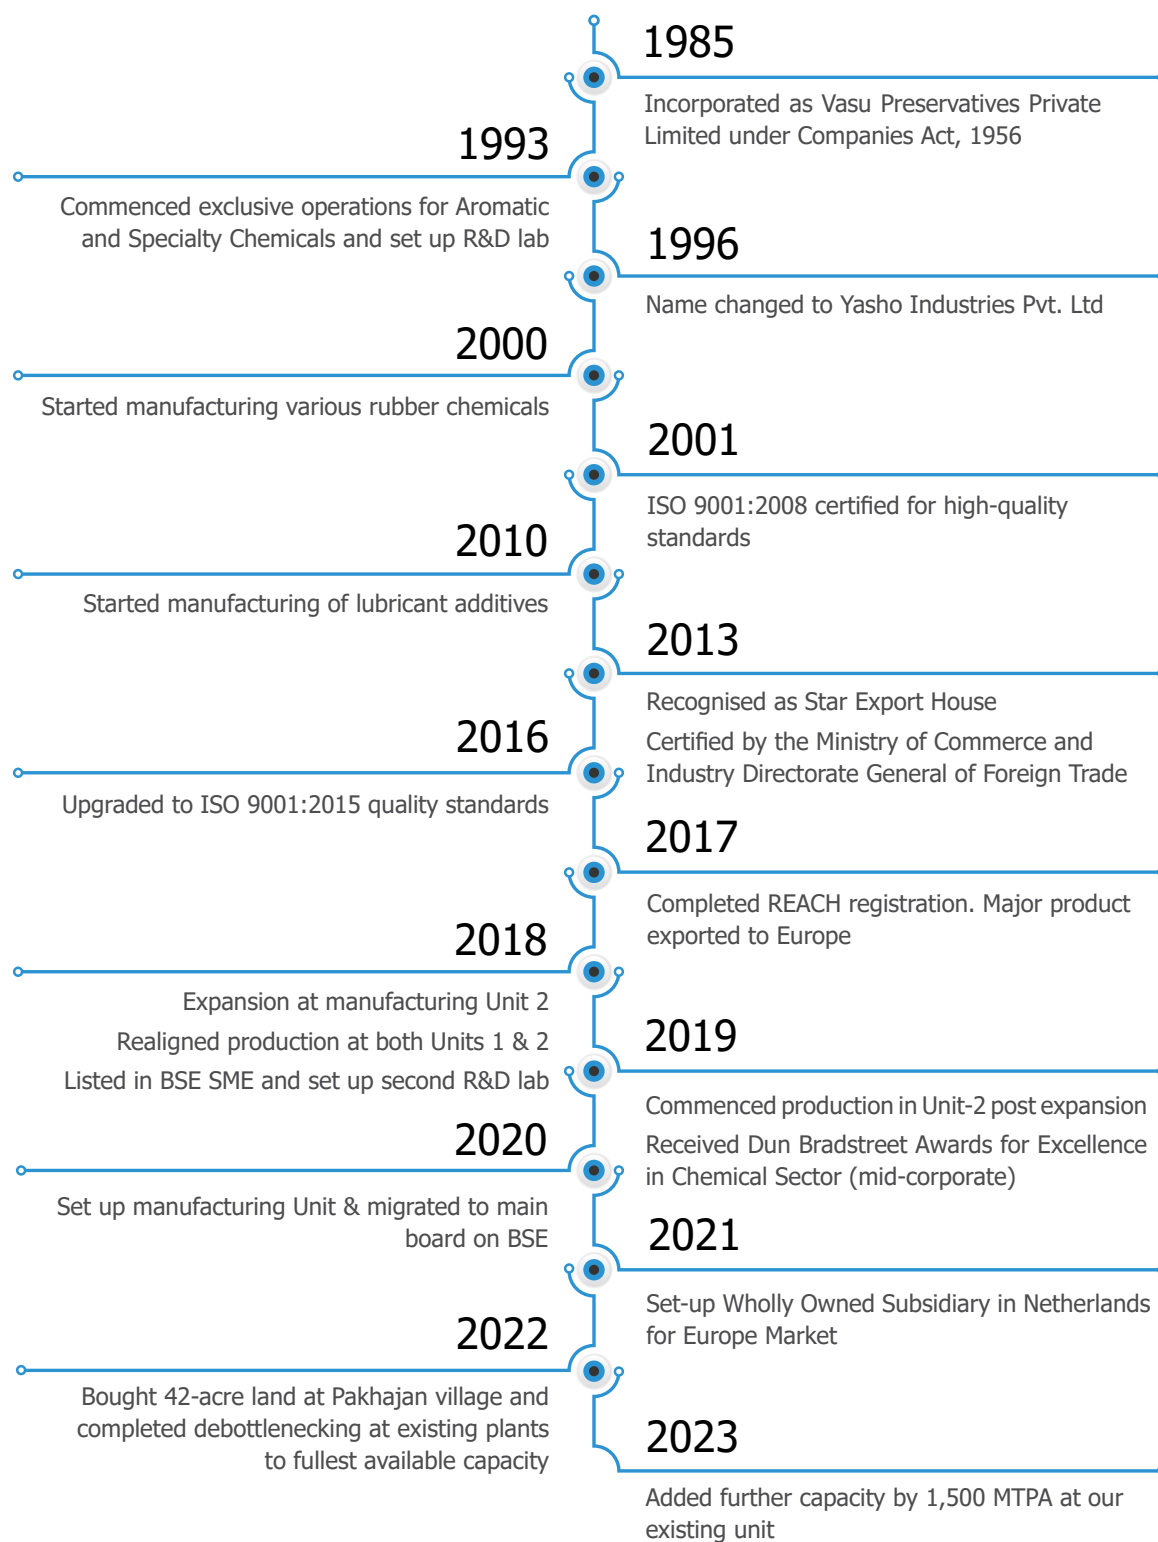 1985
Incorporated as Vasu Preservatives Private
Limited under Companies Act, 1956
1993
Commenced exclusive operations for Aromatic
and Specialty Chemicals and set up R&D lab
1996
Name changed to Yasho Industries Pvt. Ltd
2000
Started manufacturing various rubber chemicals
2001
ISO 9001:2008 certified for high-quality
standards
2010
Started manufacturing of lubricant additives
2013
Recognised as Star Export House
Certified by the Ministry of Commerce and
Industry Directorate General of Foreign Trade
2016
Upgraded to ISO 9001:2015 quality standards
2017
Completed REACH registration. Major product
exported to Europe
2018
Expansion at manufacturing Unit 2
Realigned production at both Units 1 & 2
Listed in BSE SME and set up second R&D lab
2019
Commenced production in Unit-2 post expansion
Received Dun Bradstreet Awards for Excellence
in Chemical Sector (mid-corporate)
2020
Set up manufacturing Unit & migrated to main
board on BSE
2021
Set-up Wholly Owned Subsidiary in Netherlands
for Europe Market
2022
Bought 42-acre land at Pakhajan village and
completed debottlenecking at existing plants
to fullest available capacity
2023
Added further capacity by 1,500 MTPA at our
existing unit